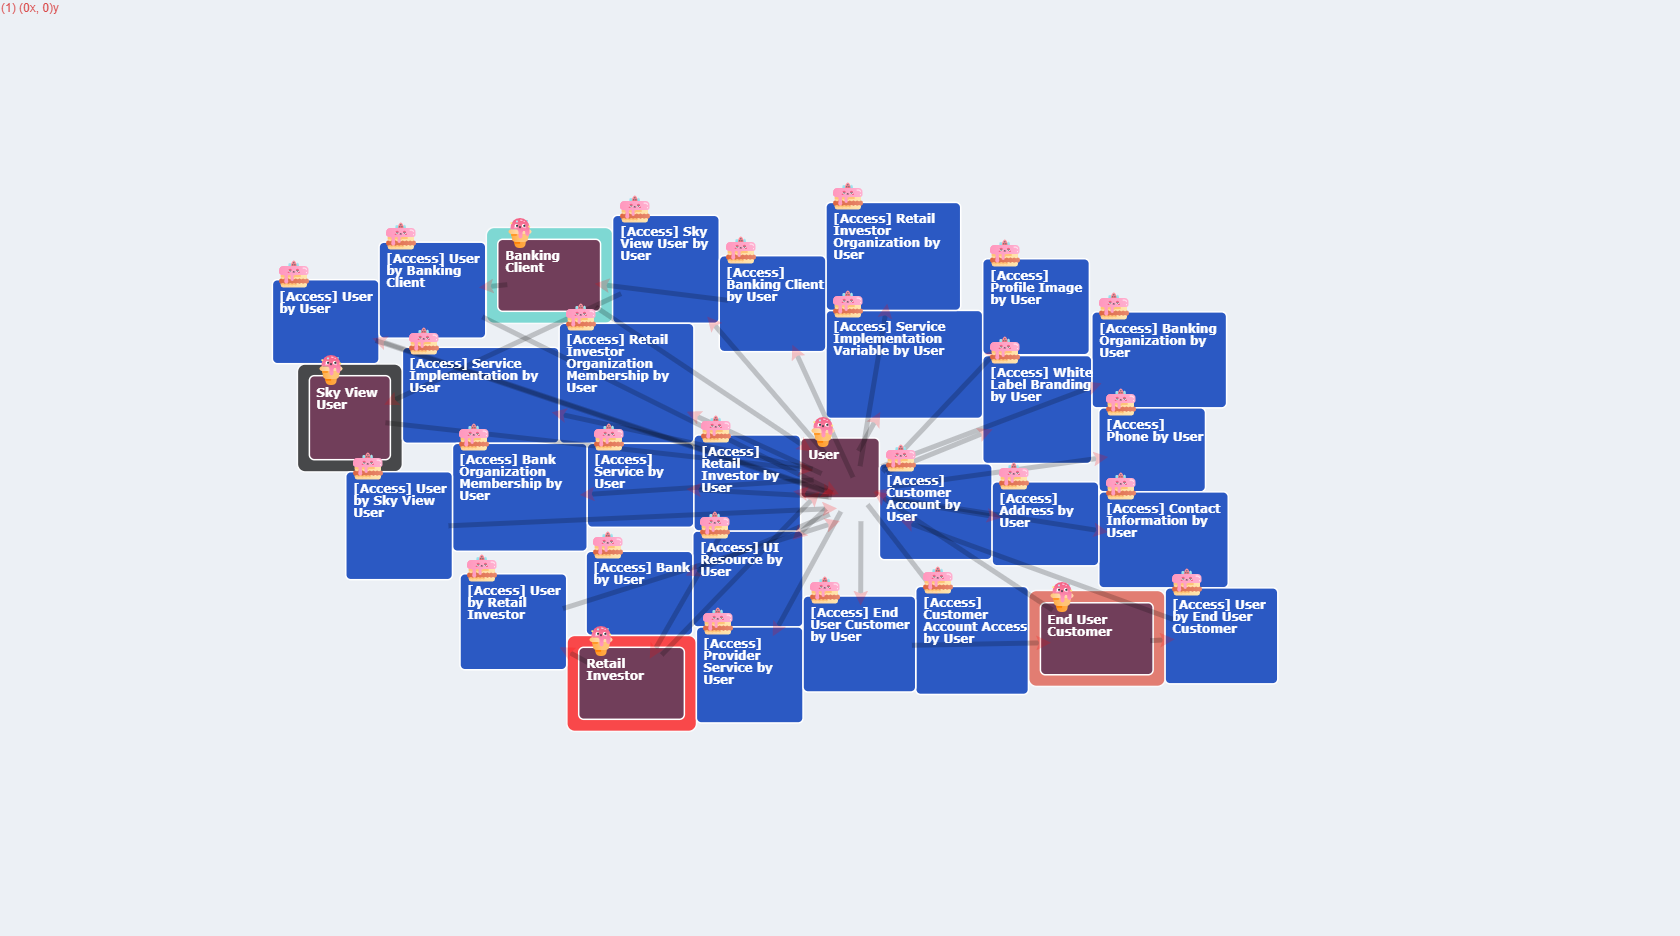 (1) (0x, 0)y
[Access] Retail
Investor
Organization by
User
[Access] Sky
View User by
User
[Access] User
by Banking
Client
Banking
Client
[Access]
Banking Client
by User
[Access]
Profile Image
by User
[Access] User
by User
[Access] Service
Implementation
Variable by User
[Access] Banking
Organization by
User
[Access] Retail
Investor
Organization
Membership by
User
[Access] Service
Implementation by
User
[Access] White
Label Branding
by User
Sky View
User
[Access]
Phone by User
User
[Access]
Retail
Investor by
User
[Access] Bank
Organization
Membership by
User
[Access]
Service by
User
[Access]
Customer
Account by
User
[Access] User
by Sky View
User
[Access]
Address by
User
[Access] Contact
Information by
User
[Access] UI
Resource by
User
[Access] Bank
by User
[Access] User
by Retail
Investor
[Access] End
User Customer
by User
[Access]
Customer
Account Access
by User
End User
Customer
[Access] User
by End User
Customer
Retail
Investor
[Access]
Provider
Service by
User